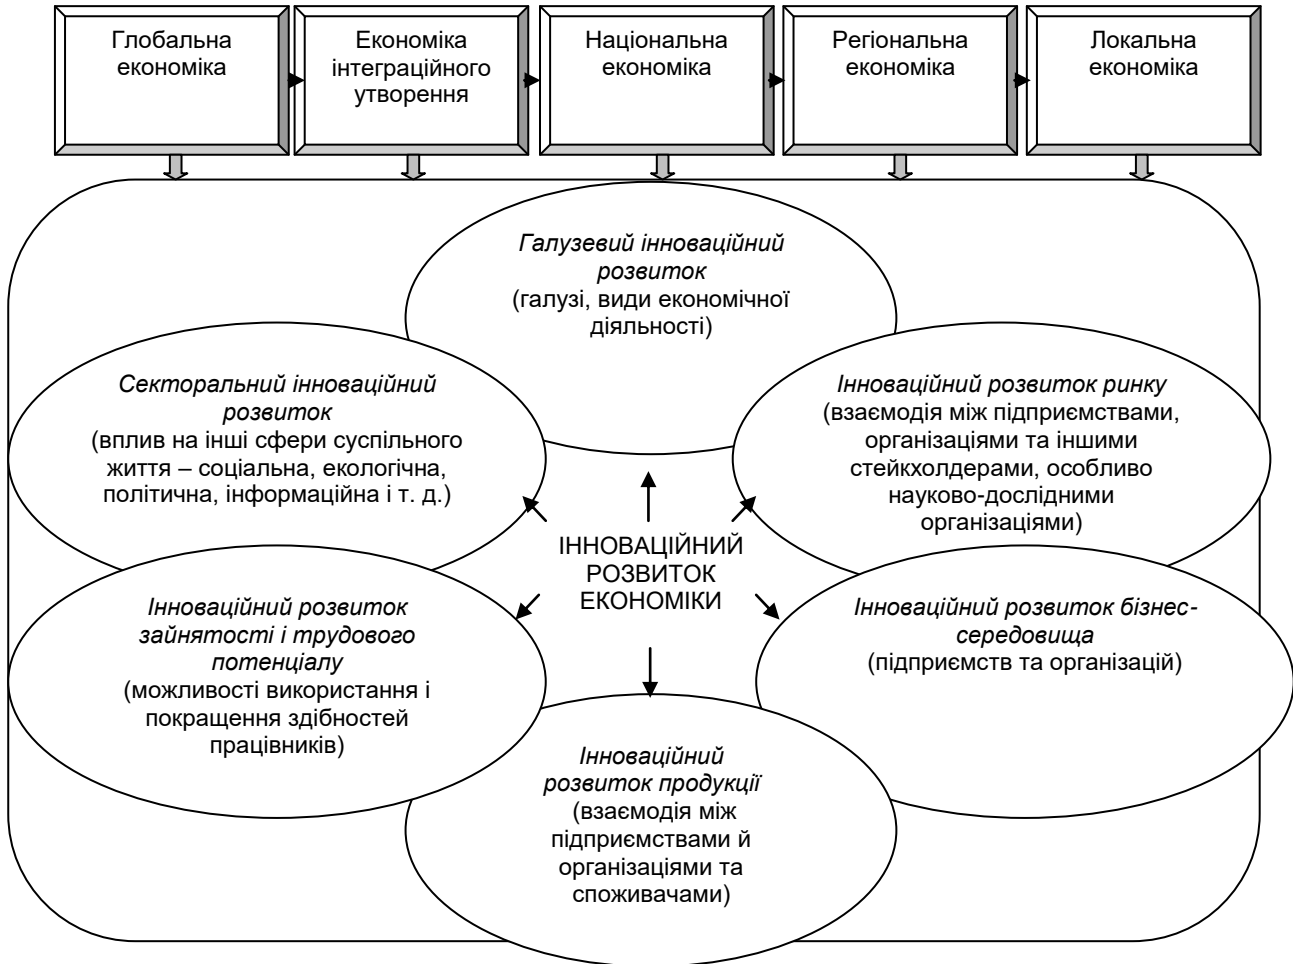 Глобальна
економіка
Економіка
інтеграційного
утворення
Національна
економіка
Регіональна
економіка
Локальна
економіка
Галузевий інноваційний
розвиток
(галузі, види економічної
діяльності)
Секторальний інноваційний
розвиток
(вплив на інші сфери суспільного
життя – соціальна, екологічна,
політична, інформаційна і т. д.)
Інноваційний розвиток ринку
(взаємодія між підприємствами,
організаціями та іншими
стейкхолдерами, особливо
науково-дослідними
організаціями)
ІННОВАЦІЙНИЙ
РОЗВИТОК
ЕКОНОМІКИ
Інноваційний розвиток
зайнятості і трудового
потенціалу
(можливості використання і
покращення здібностей
працівників)
Інноваційний розвиток бізнес-
середовища
(підприємств та організацій)
Інноваційний
розвиток продукції
(взаємодія між
підприємствами й
організаціями та
споживачами)